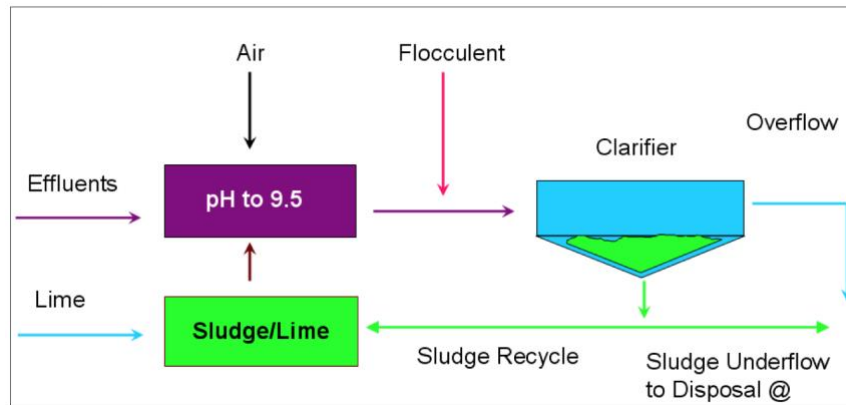 Air
Flocculent
Overflow
Clarifier
Effluents
pH to 9.5
Lime
Sludge/Lime
Sludge Recycle
Sludge Underflow
to Disposal @